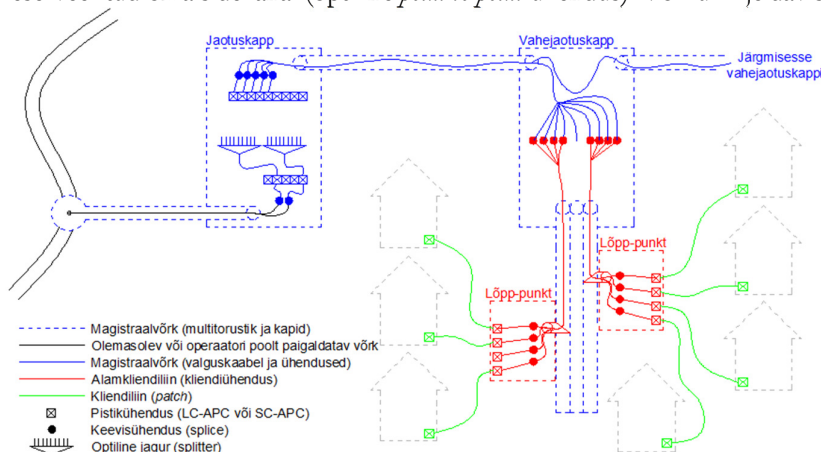 Jaotuskapp
Vahejaotuskapp
Järgmisesse
vahejaotuskappi
Lõpp-punkt
Lõpp-punkt
Magistraalvõrk (multitorustik ja kapid)
Olemasolev või operaatori poolt paigaldatav võrk
Magistraalvõrk (valguskaabel ja ühendused)
Alamkliendiliin (kliendiühendus)
Kliendiliin (patch)
Pistikühendus (LC-APC või SC-APC)
Keevisühendus (splice)
Optiline jagur (splitter)